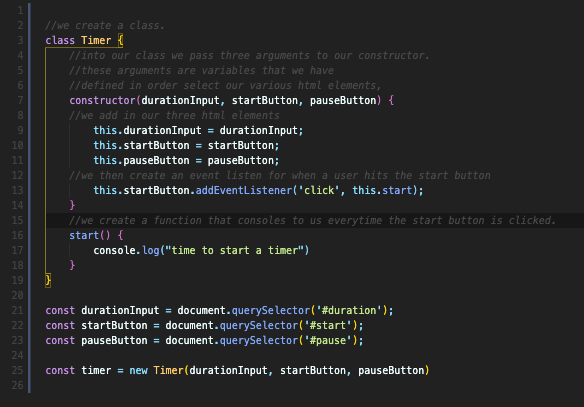 1
2 //we create a class.
3 class Timer {
4 //into our class we pass three arguments to our constructor.
5 //these arguments are variables that we have
6 //defined in order select our various html elements,
7 constructor(durationInput, startButton, pauseButton) {
8 //we add in our three html elements
9 this.durationInput = durationInput;
10 this.startButton = startButton;
11 this.pauseButton = pauseButton;
12 //we then create an event listen for when a user hits the start button
13 this.startButton.addEventListener('click', this.start);
14 }
15 //we create a function that consoles to us everytime the start button is clicked.
16 start() {
17 console.log("time to start a timer")
18 }
19 }
20
21 const durationInput = document.querySelector('#duration');
22 const startButton = document.querySelector('#start');
23 const pauseButton = document.querySelector('#pause');
24
25 const timer = new Timer(durationInput, startButton, pauseButton)
26